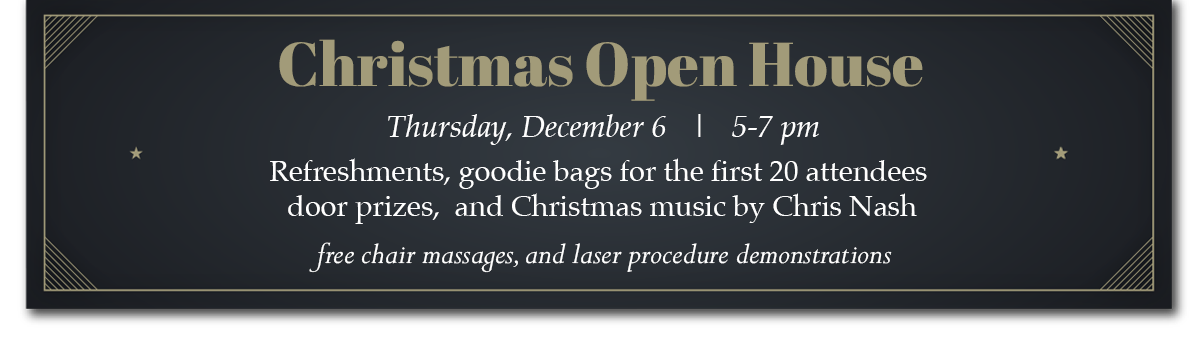 Christmas Open House
Thursday, December 6 | 5-7 pm
Refreshments, goodie bags for the first 20 attendees
door prizes,  and Christmas music by Chris Nash
free chair massages, and laser procedure demonstrations